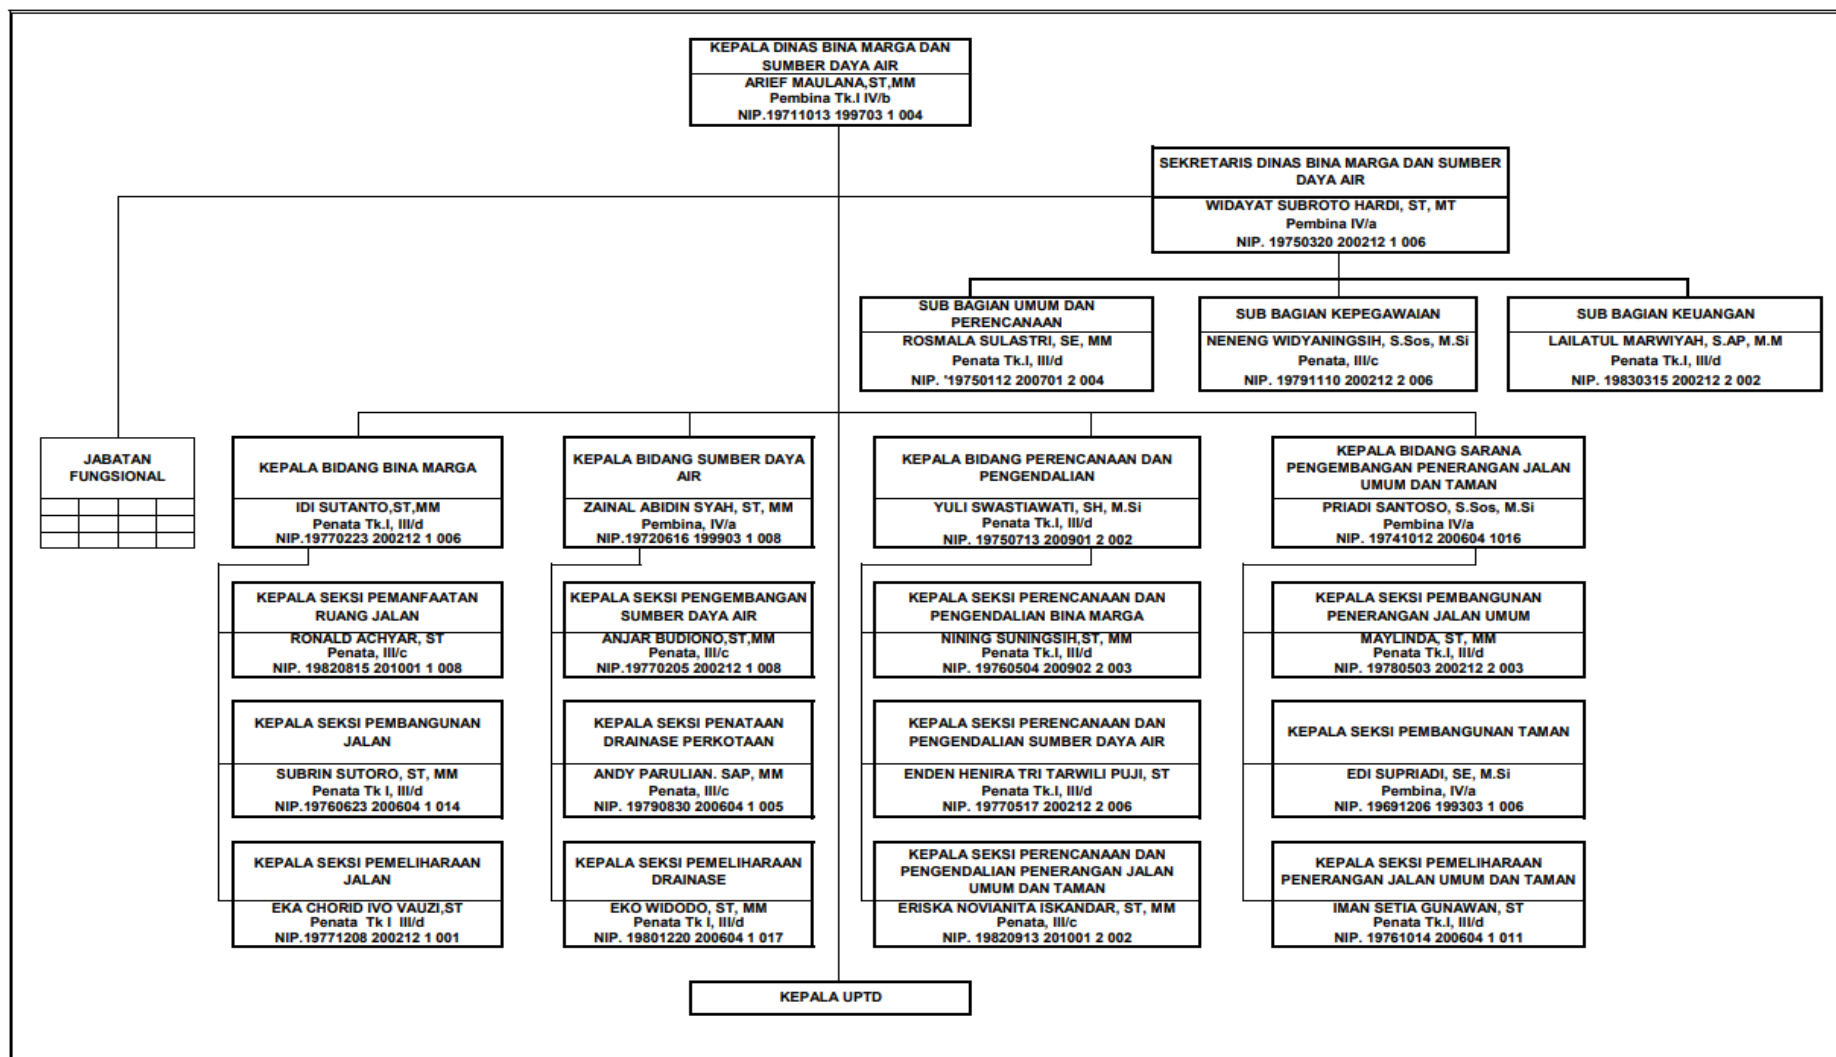 KEPALA DINAS BINA MARGA DAN
SUMBER DAYA AIR
ARIEF MAULANA,ST,MM
Pembina Tk.I IV/b
NIP.19711013 199703 1 004
SEKRETARIS DINAS BINA MARGA DAN SUMBER
DAYA AIR
WIDAYAT SUBROTO HARDI, ST, MT
Pembina IV/a
NIP. 19750320 200212 1 006
SUB BAGIAN UMUM DAN
PERENCANAAN
ROSMALA SULASTRI, SE, MM
Penata Tk.I, III/d
NIP. '19750112 200701 2 004
SUB BAGIAN KEPEGAWAIAN
NENENG WIDYANINGSIH, S.Sos, M.Si
Penata, III/c
NIP. 19791110 200212 2 006
SUB BAGIAN KEUANGAN
LAILATUL MARWIYAH, S.AP, M.M
Penata Tk.I, III/d
NIP. 19830315 200212 2 002
JABATAN
FUNGSIONAL
KEPALA BIDANG BINA MARGA
IDI SUTANTO,ST,MM
Penata Tk.I, III/d
NIP.19770223 200212 1 006
KEPALA SEKSI PEMANFAATAN
RUANG JALAN
RONALD ACHYAR, ST
Penata, III/c
NIP. 19820815 201001 1 008
KEPALA SEKSI PEMBANGUNAN
JALAN
SUBRIN SUTORO, ST, MM
Penata Tk I, III/d
NIP.19760623 200604 1 014
KEPALA SEKSI PEMELIHARAAN
JALAN
EKA CHORID IVO VAUZI,ST
Penata  Tk I  III/d
NIP.19771208 200212 1 001
KEPALA BIDANG SUMBER DAYA
AIR
ZAINAL ABIDIN SYAH, ST, MM
Pembina, IV/a
NIP.19720616 199903 1 008
KEPALA SEKSI PENGEMBANGAN
SUMBER DAYA AIR
ANJAR BUDIONO,ST,MM
Penata, III/c
NIP.19770205 200212 1 008
KEPALA SEKSI PENATAAN
DRAINASE PERKOTAAN
ANDY PARULIAN. SAP, MM
Penata, III/c
NIP. 19790830 200604 1 005
KEPALA SEKSI PEMELIHARAAN
DRAINASE
EKO WIDODO, ST, MM
Penata Tk I, III/d
NIP. 19801220 200604 1 017
KEPALA BIDANG PERENCANAAN DAN
PENGENDALIAN
YULI SWASTIAWATI, SH, M.Si
Penata Tk.I, III/d
NIP. 19750713 200901 2 002
KEPALA SEKSI PERENCANAAN DAN
PENGENDALIAN BINA MARGA
NINING SUNINGSIH,ST, MM
Penata Tk.I, III/d
NIP. 19760504 200902 2 003
KEPALA SEKSI PERENCANAAN DAN
PENGENDALIAN SUMBER DAYA AIR
ENDEN HENIRA TRI TARWILI PUJI, ST
Penata Tk.I, III/d
NIP. 19770517 200212 2 006
KEPALA SEKSI PERENCANAAN DAN
PENGENDALIAN PENERANGAN JALAN
UMUM DAN TAMAN
ERISKA NOVIANITA ISKANDAR, ST, MM
Penata, III/c
NIP. 19820913 201001 2 002
KEPALA BIDANG SARANA
PENGEMBANGAN PENERANGAN JALAN
UMUM DAN TAMAN
PRIADI SANTOSO, S.Sos, M.Si
Pembina IV/a
NIP. 19741012 200604 1016
KEPALA SEKSI PEMBANGUNAN
PENERANGAN JALAN UMUM
MAYLINDA, ST, MM
Penata Tk.I, III/d
NIP. 19780503 200212 2 003
KEPALA SEKSI PEMBANGUNAN TAMAN
EDI SUPRIADI, SE, M.Si
Pembina, IV/a
NIP. 19691206 199303 1 006
KEPALA SEKSI PEMELIHARAAN
PENERANGAN JALAN UMUM DAN TAMAN
IMAN SETIA GUNAWAN, ST
Penata Tk.I, III/d
NIP. 19761014 200604 1 011
KEPALA UPTD